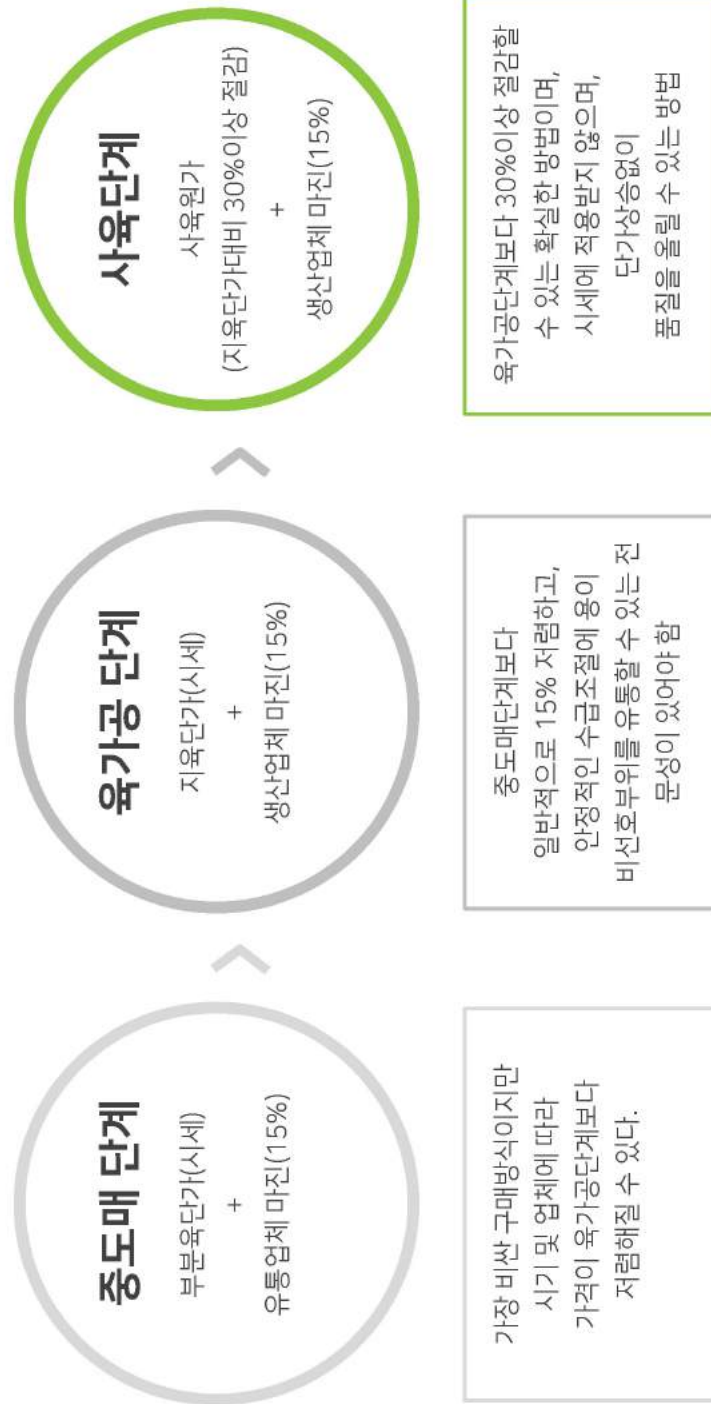 중도매 단계
부분육단가(시세)
+
유통업체 마진(15%)
가장 비싼 구매방식이지만
시기 및 업체에 따라
가격이 육가공단계보다
저렴해질 수 있다.
육가공 단계
지육단가(시세)
+
생산업체 마진(15%)
중도매단계보다
일반적으로 15% 저렴하고,
안정적인 수급조절에 용이
비선호부위를 유통할 수 있는 전
문성이 있어야 함
사육단계
사육원가
(지육단가대비 30%이상 절감)
+
생산업체 마진(15%)
육가공단계보다 30%이상 절감할
수 있는 확실한 방법이며,
시세에 적용받지 않으며,
단가상승없이
품질을 올릴 수 있는 방법